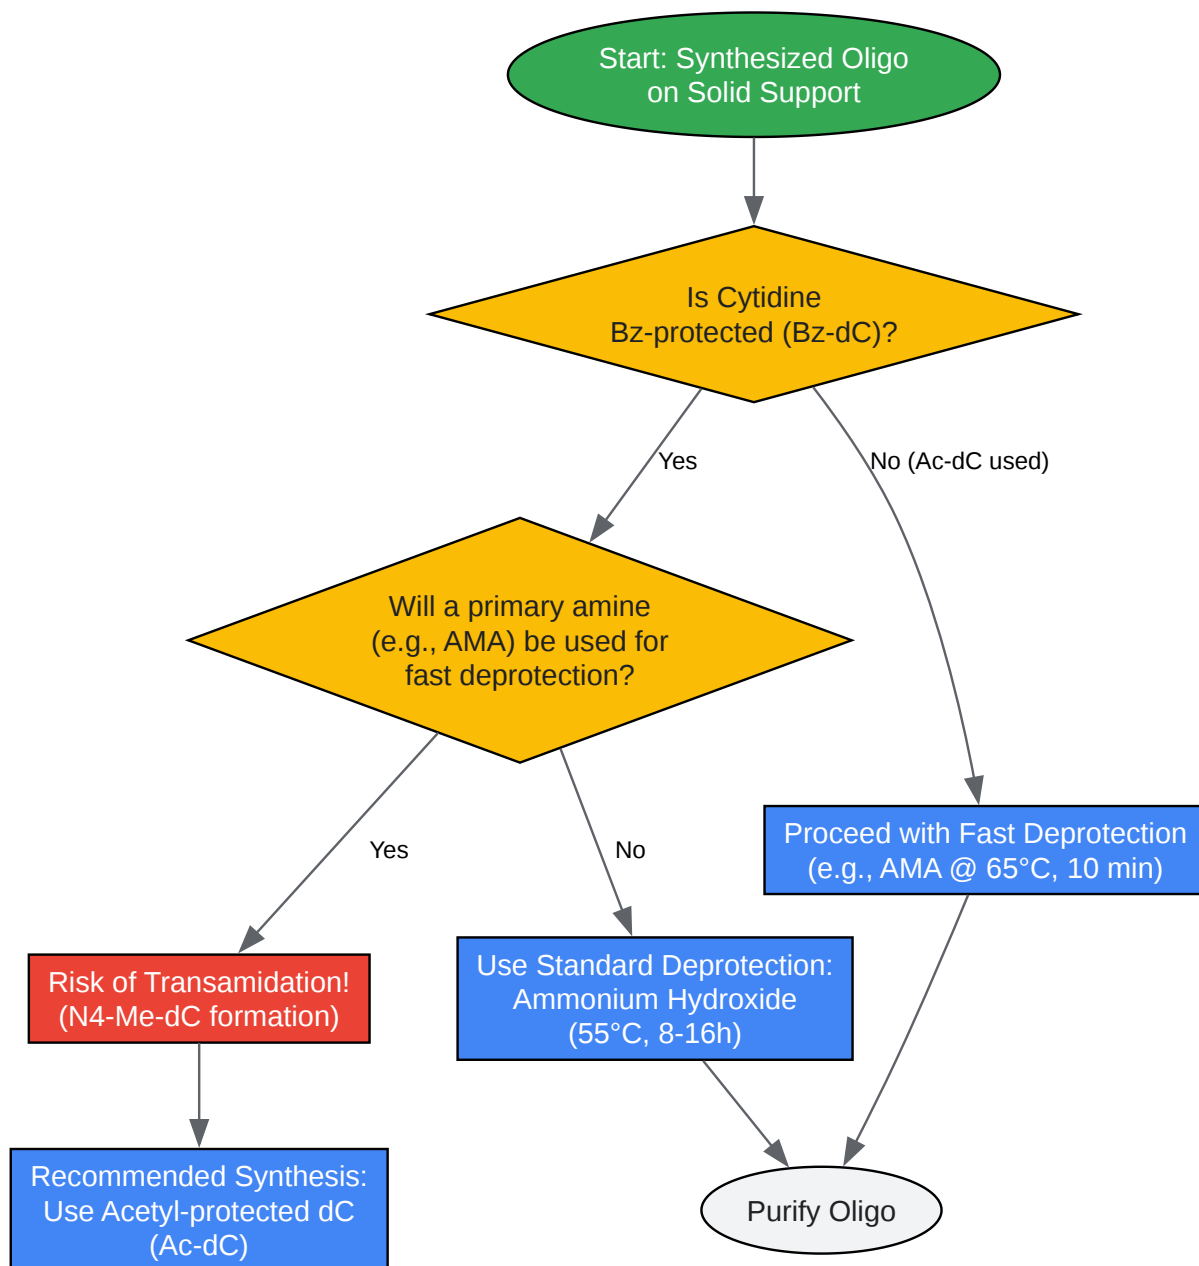 Start: Synthesized Oligo
on Solid Support
Is Cytidine
Bz-protected (Bz-dC)?
Yes
No (Ac-dC used)
Will a primary amine
(e.g., AMA) be used for
fast deprotection?
Yes
No
Proceed with Fast Deprotection
(e.g., AMA @ 65°C, 10 min)
Risk of Transamidation!
(N4-Me-dC formation)
Use Standard Deprotection:
Ammonium Hydroxide
(55°C, 8-16h)
Recommended Synthesis:
Use Acetyl-protected dC
(Ac-dC)
Purify Oligo